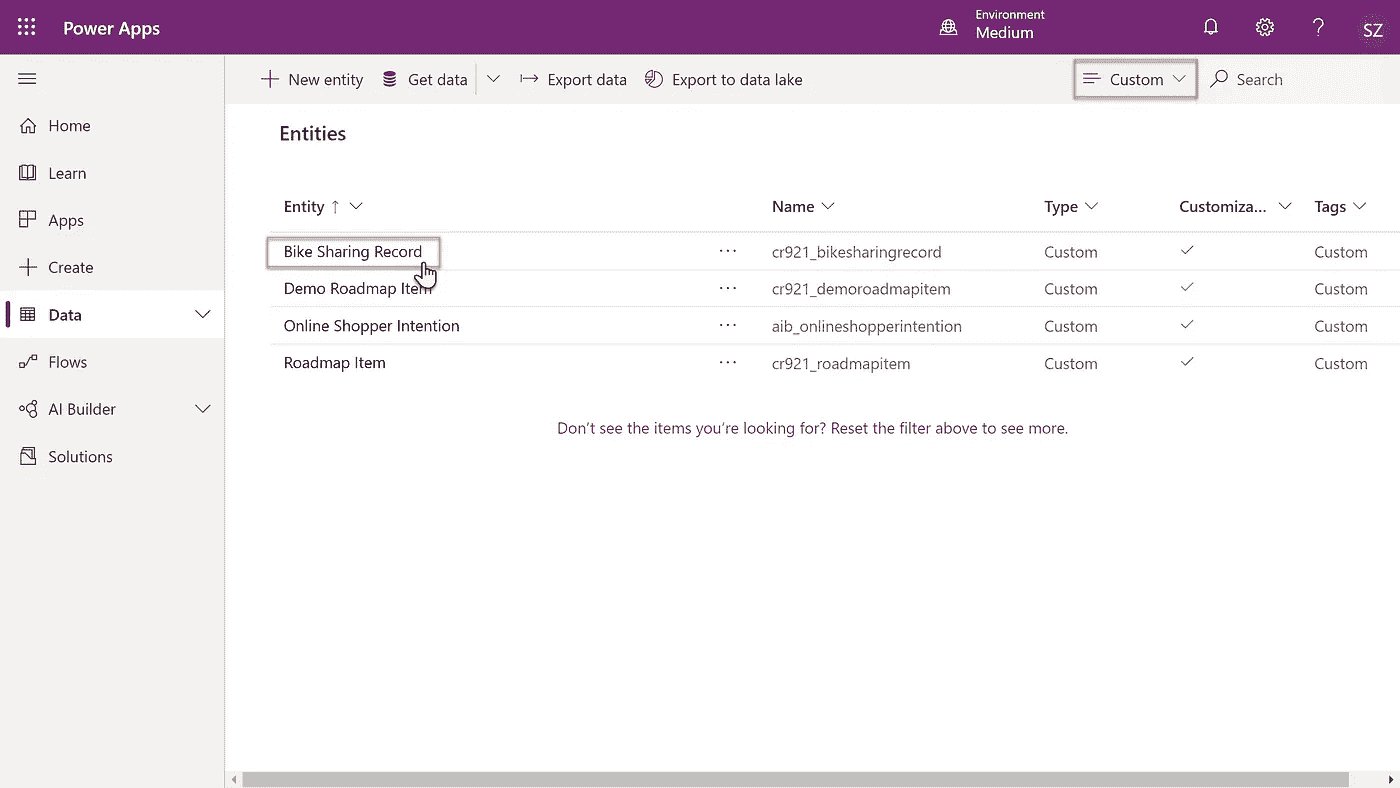 Power Apps
Environment
Medium
?
SZ
New entity
Get data
Export data
Export to data lake
Custom
Search
Home
Learn
Apps
Create
Data
Flows
AI Builder
Solutions
Entities
Entity ↑ Name Type Customiza... Tags
Bike Sharing Record ··· cr921_bikesharingrecord Custom ✓ Custom
Demo Roadmap Item ··· cr921_demoroadmapitem Custom ✓ Custom
Online Shopper Intention ··· aib_onlineshopperintention Custom ✓ Custom
Roadmap Item ··· cr921_roadmapitem Custom ✓ Custom
Don't see the items you're looking for? Reset the filter above to see more.